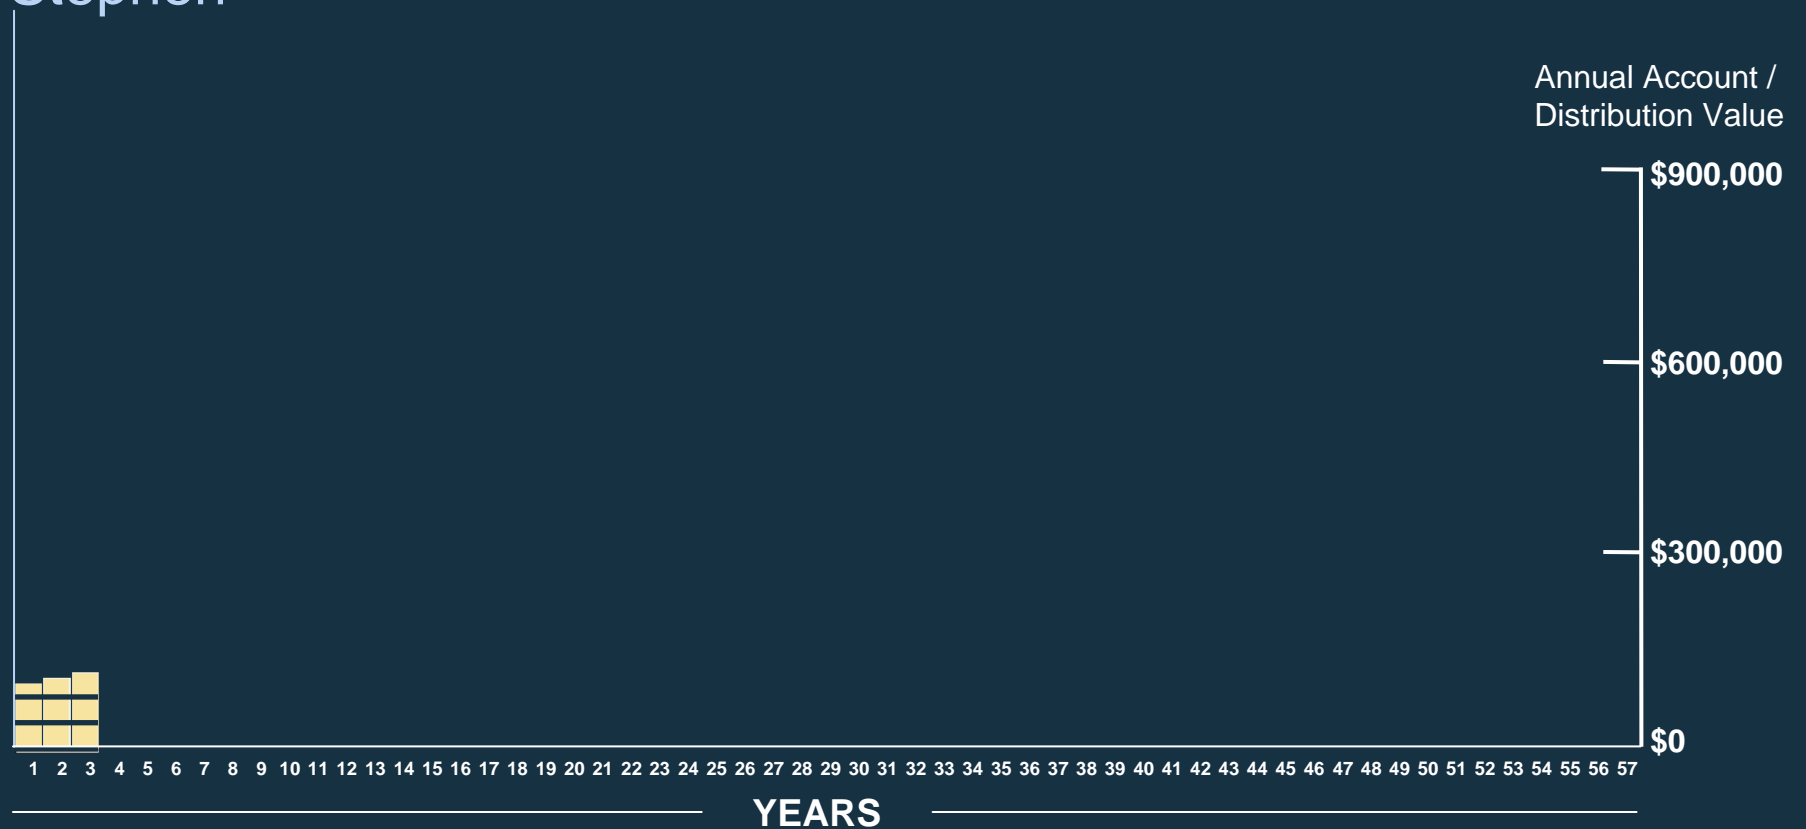 Stephen
Annual Account /
Distribution Value
$900,000
$600,000
$300,000
$0
1 2 3 4 5 6 7 8 9 10 11 12 13 14 15 16 17 18 19 20 21 22 23 24 25 26 27 28 29 30 31 32 33 34 35 36 37 38 39 40 41 42 43 44 45 46 47 48 49 50 51 52 53 54 55 56 57
YEARS